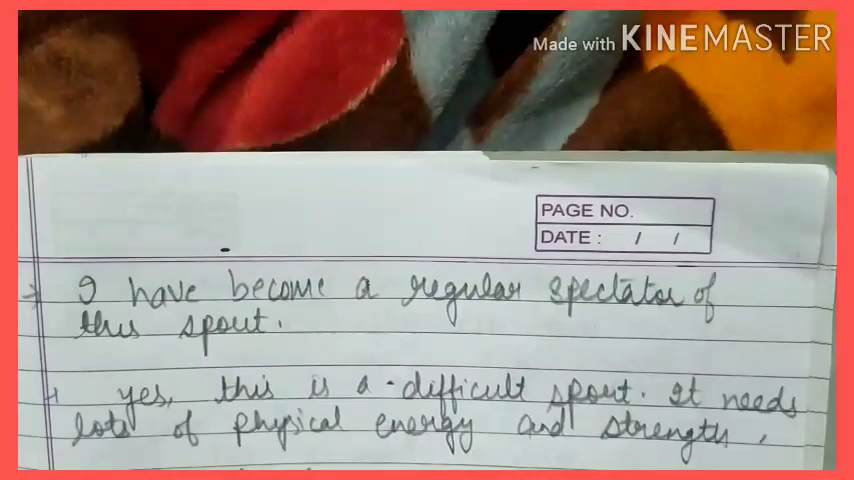 Made with KINEMASTER
PAGE NO.
DATE : / /
→ I have become a regular spectator of
this sport.
→ yes, this is a difficult sport. It needs
lots of physical energy and strength,